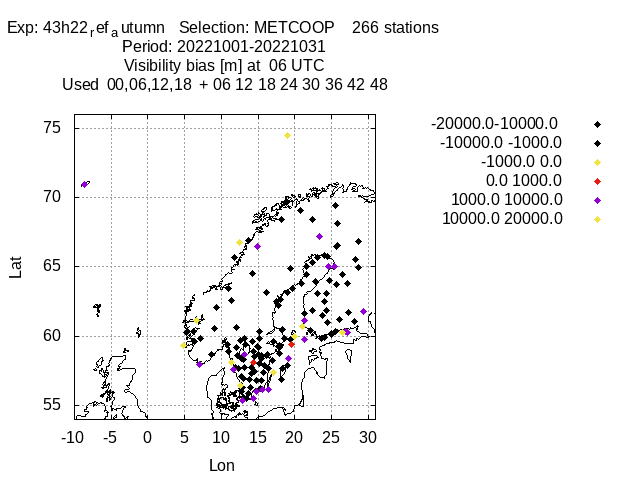 Exp: 43h22ᵣefₐutumn Selection: METCOOP 266 stations
Period: 20221001-20221031
Visibility bias [m] at 06 UTC
Used 00,06,12,18 + 06 12 18 24 30 36 42 48
-20000.0-10000.0
-10000.0 -1000.0
-1000.0 0.0
0.0 1000.0
1000.0 10000.0
10000.0 20000.0
75
70
65
60
55
Lat
-10 -5 0 5 10 15 20 25 30
Lon